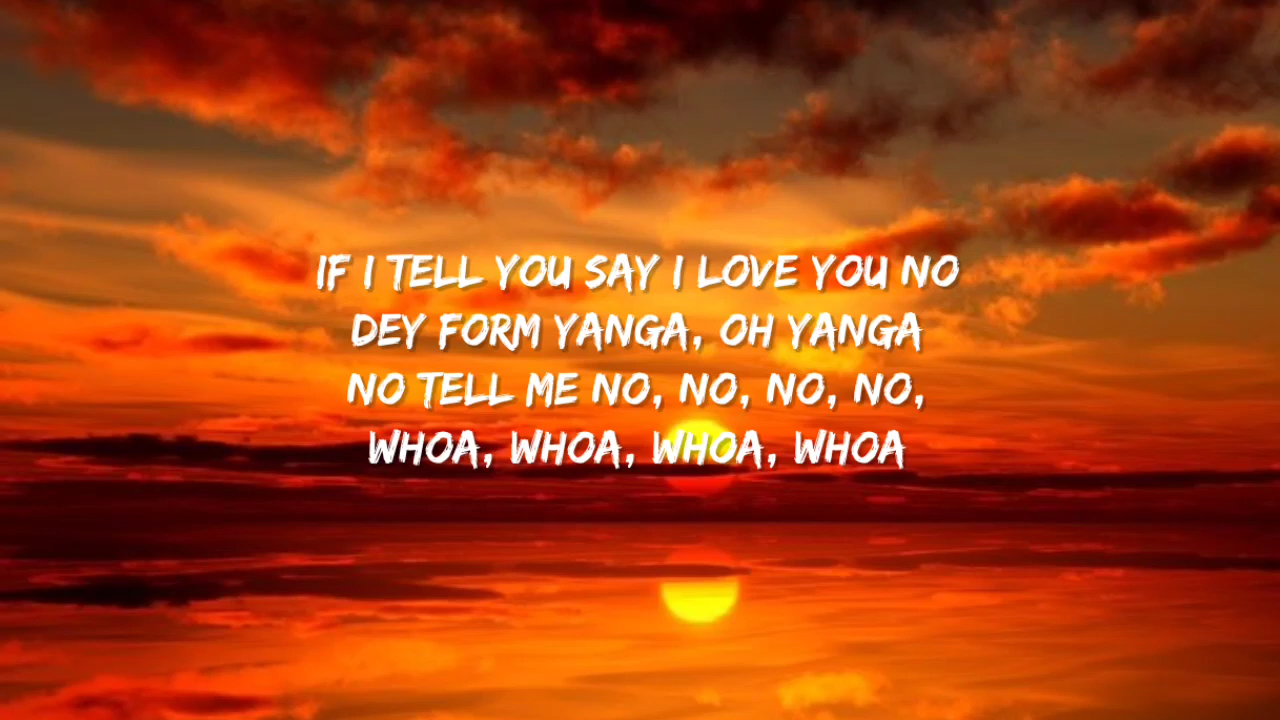 IF I TELL YOU SAY I LOVE YOU NO
DEY FORM YANGA, OH YANGA
NO TELL ME NO, NO, NO, NO,
WHOA, WHOA, WHOA, WHOA